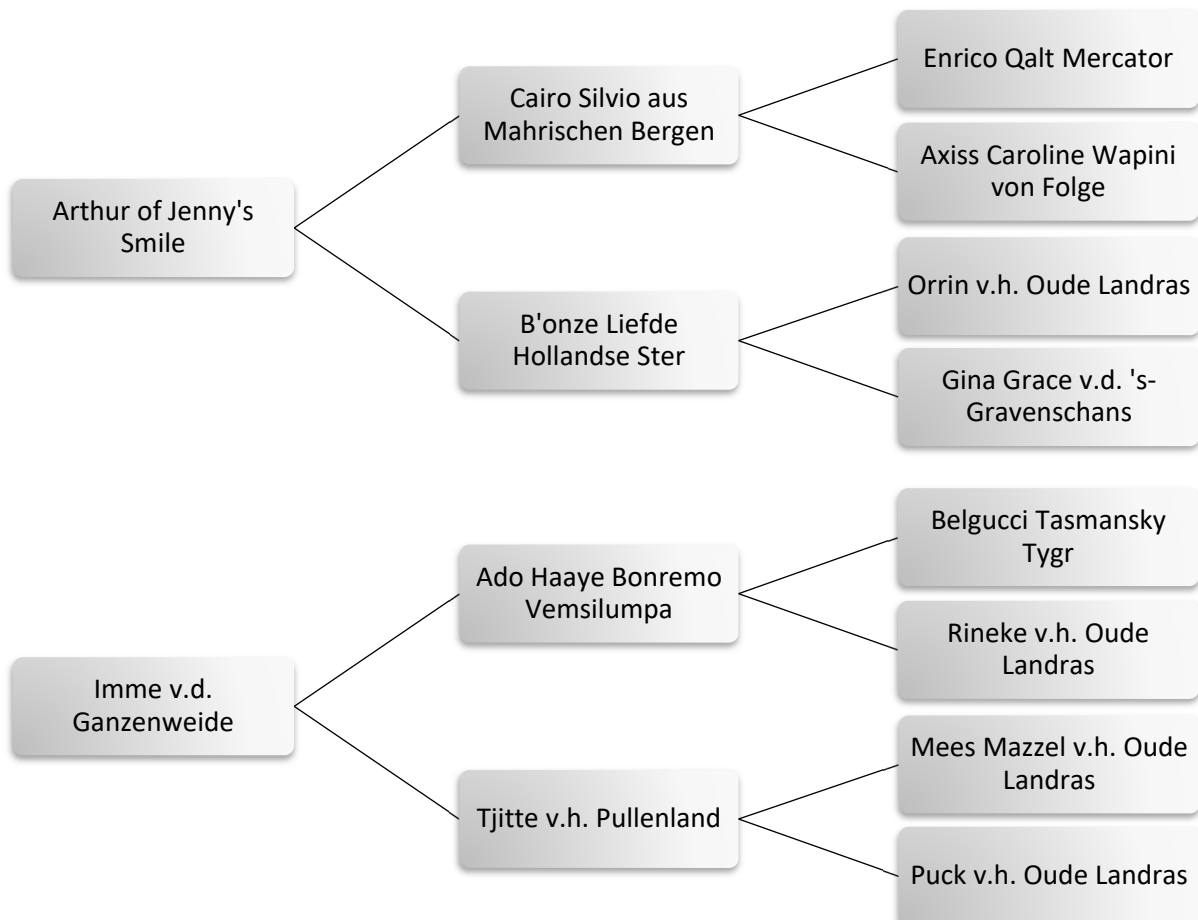 Enrico Qalt Mercator
Cairo Silvio aus
Mahrischen Bergen
Axiss Caroline Wapini
von Folge
Arthur of Jenny's
Smile
Orrin v.h. Oude Landras
B'onze Liefde
Hollandse Ster
Gina Grace v.d. 's-
Gravenschans
Belgucci Tasmansky
Tygr
Ado Haaye Bonremo
Vemsilumpa
Rineke v.h. Oude
Landras
Imme v.d.
Ganzenweide
Mees Mazzel v.h. Oude
Landras
Tjitte v.h. Pullenland
Puck v.h. Oude Landras